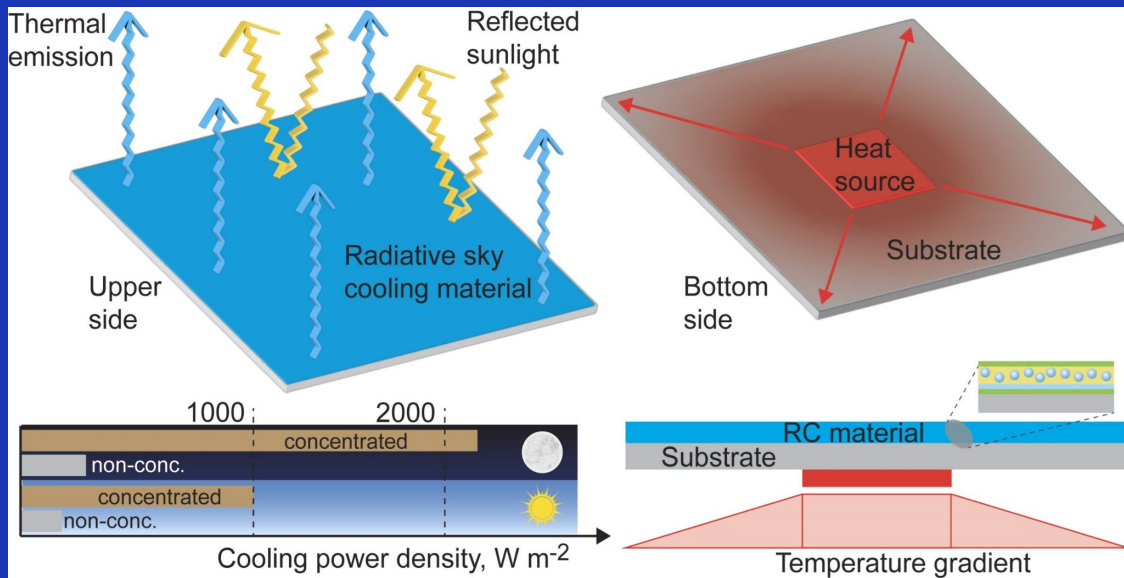 Thermal
emission
Reflected
sunlight
Radiative sky
cooling material
Upper
side
Heat
source
Substrate
Bottom
side
1000
2000
concentrated
non-conc.
concentrated
non-conc.
Cooling power density, W m-2
RC material
Substrate
Temperature gradient